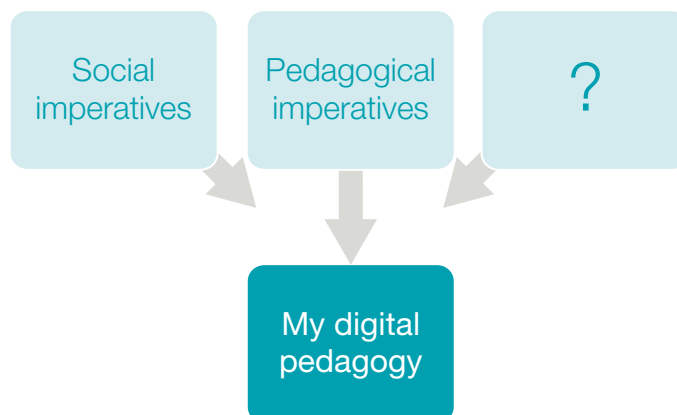 Social
imperatives
Pedagogical
imperatives
?
My digital
pedagogy